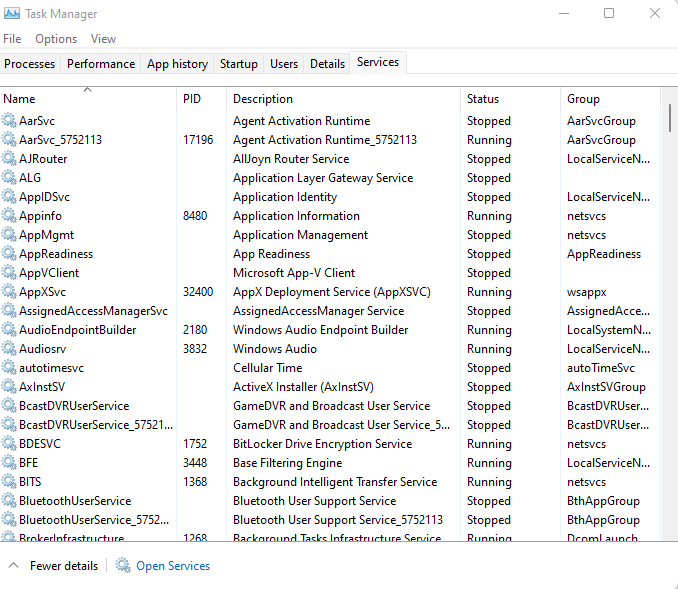 Task Manager
File Options View
Processes Performance App history Startup Users Details Services
Name PID Description Status Group
AarSvc Agent Activation Runtime Stopped AarSvcGroup
AarSvc_5752113 17196 Agent Activation Runtime_5752113 Running AarSvcGroup
AJRouter AllJoyn Router Service Stopped LocalServiceN...
ALG Application Layer Gateway Service Stopped
AppIDSvc Application Identity Stopped LocalServiceN...
Appinfo 8480 Application Information Running netsvcs
AppMgmt Application Management Stopped netsvcs
AppReadiness App Readiness Stopped AppReadiness
AppVClient Microsoft App-V Client Stopped
AppXSvc 32400 AppX Deployment Service (AppXSVC) Running wsappx
AssignedAccessManagerSvc AssignedAccessManager Service Stopped AssignedAcce...
AudioEndpointBuilder 2180 Windows Audio Endpoint Builder Running LocalSystemN...
Audiosrv 3832 Windows Audio Running LocalServiceN...
autotimesvc Cellular Time Stopped autoTimeSvc
AxInstSV ActiveX Installer (AxInstSV) Stopped AxInstSVGroup
BcastDVRUserService GameDVR and Broadcast User Service Stopped BcastDVRUser...
BcastDVRUserService_57521... GameDVR and Broadcast User Service_5... Stopped BcastDVRUser...
BDESVC 1752 BitLocker Drive Encryption Service Running netsvcs
BFE 3448 Base Filtering Engine Running LocalServiceN...
BITS 1368 Background Intelligent Transfer Service Running netsvcs
BluetoothUserService Bluetooth User Support Service Stopped BthAppGroup
BluetoothUserService_5752... Bluetooth User Support Service_5752113 Stopped BthAppGroup
BrokerInfrastructure 1268 Background Tasks Infrastructure Service Running DcomLaunch
Fewer details Open Services